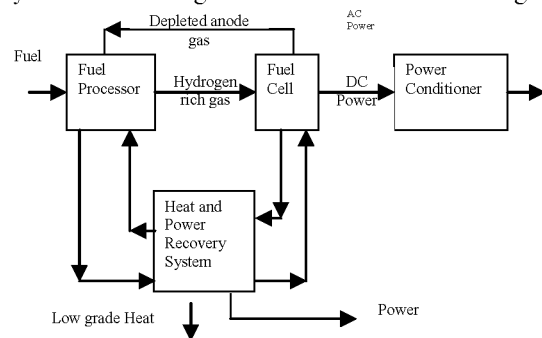 Depleted anode
gas
AC
Power
Fuel
Fuel
Processor
Hydrogen
rich gas
Fuel
Cell
DC
Power
Power
Conditioner
Heat and
Power
Recovery
System
Low grade Heat
Power